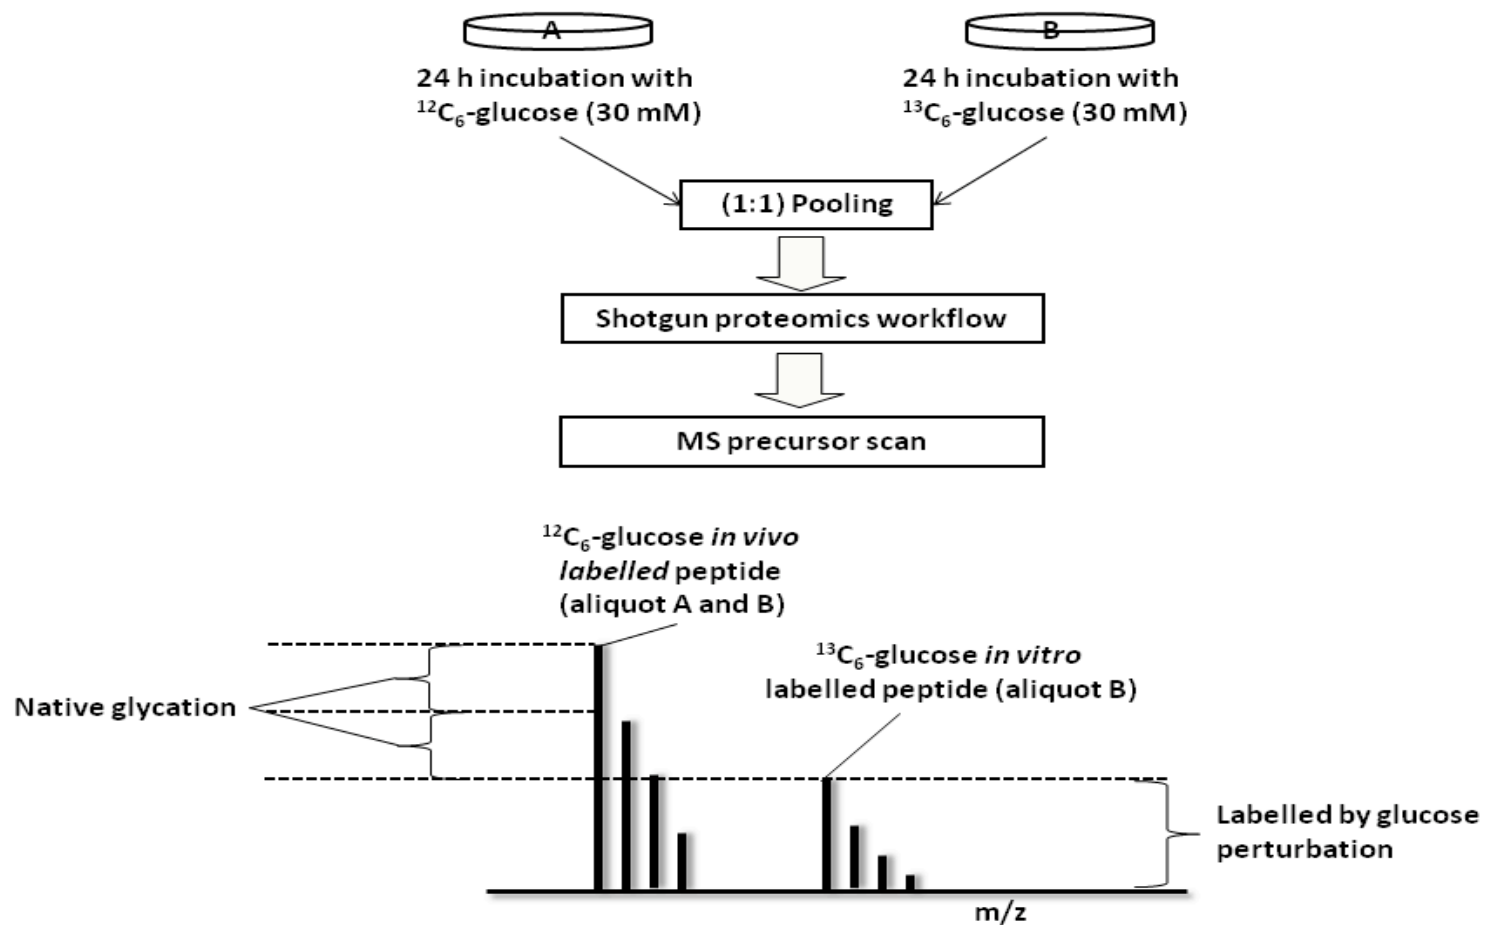 A
B
24 h incubation with
¹²C₆-glucose (30 mM)
24 h incubation with
¹³C₆-glucose (30 mM)
(1:1) Pooling
Shotgun proteomics workflow
MS precursor scan
¹²C₆-glucose in vivo
labelled peptide
(aliquot A and B)
¹³C₆-glucose in vitro
labelled peptide (aliquot B)
Native glycation
Labelled by glucose
perturbation
m/z